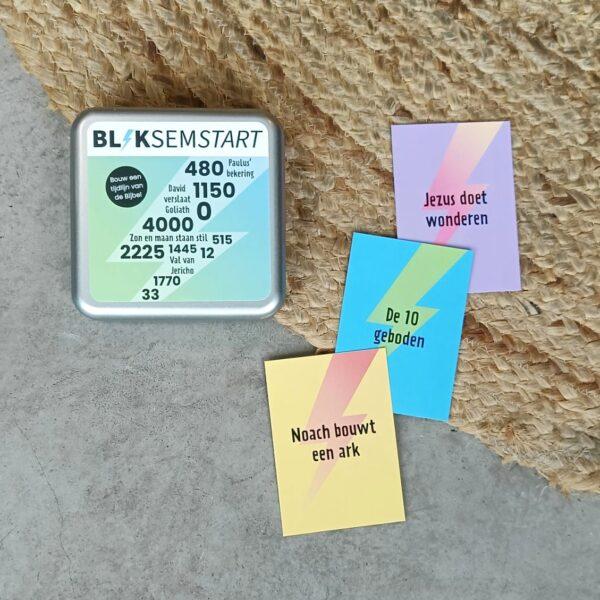 BLIKSEMSTART
Bouw een
tijdlijn van
de Bijbel
480 Paulus'
bekering
David
verslaat
Goliath
1150
0
4000
Zon en maan staan stil 515
2225 1445 12
Val van
Jericho
1770
33
Jezus doet
wonderen
De 10
geboden
Noach bouwt
een ark